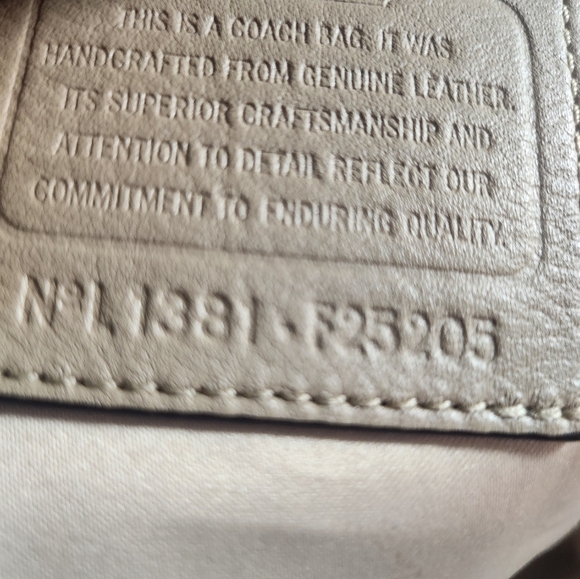 THIS IS A COACH BAG. IT WAS
HANDCRAFTED FROM GENUINE LEATHER.
ITS SUPERIOR CRAFTSMANSHIP AND
ATTENTION TO DETAIL REFLECT OUR
COMMITMENT TO ENDURING QUALITY.
Nº L1381-F25205